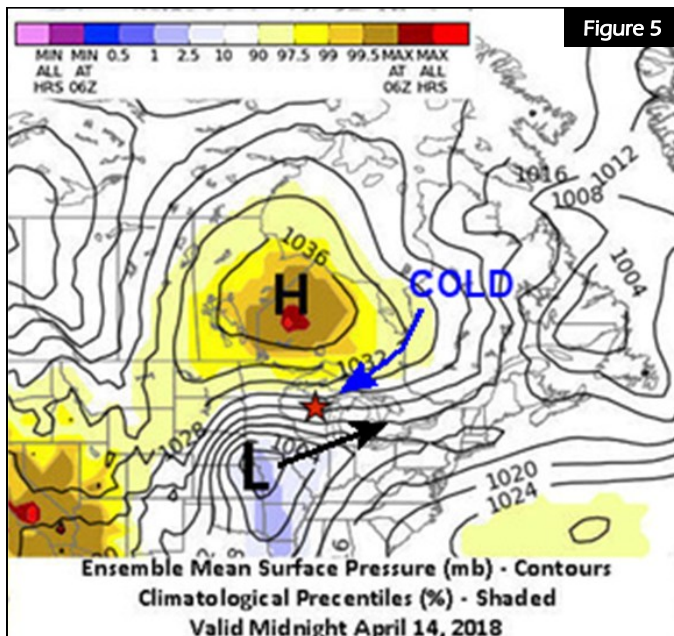 Figure 5
MIN MIN 0.5 1 2.5 10 90 97.5 99 99.5 MAX MAX
ALL AT AT ALL
HRS 06Z 06Z HRS
1016
1012
1008
1036
1004
H
COLD
1032
1028
L
1020
1024
Ensemble Mean Surface Pressure (mb) - Contours
Climatological Precentiles (%) - Shaded
Valid Midnight April 14, 2018